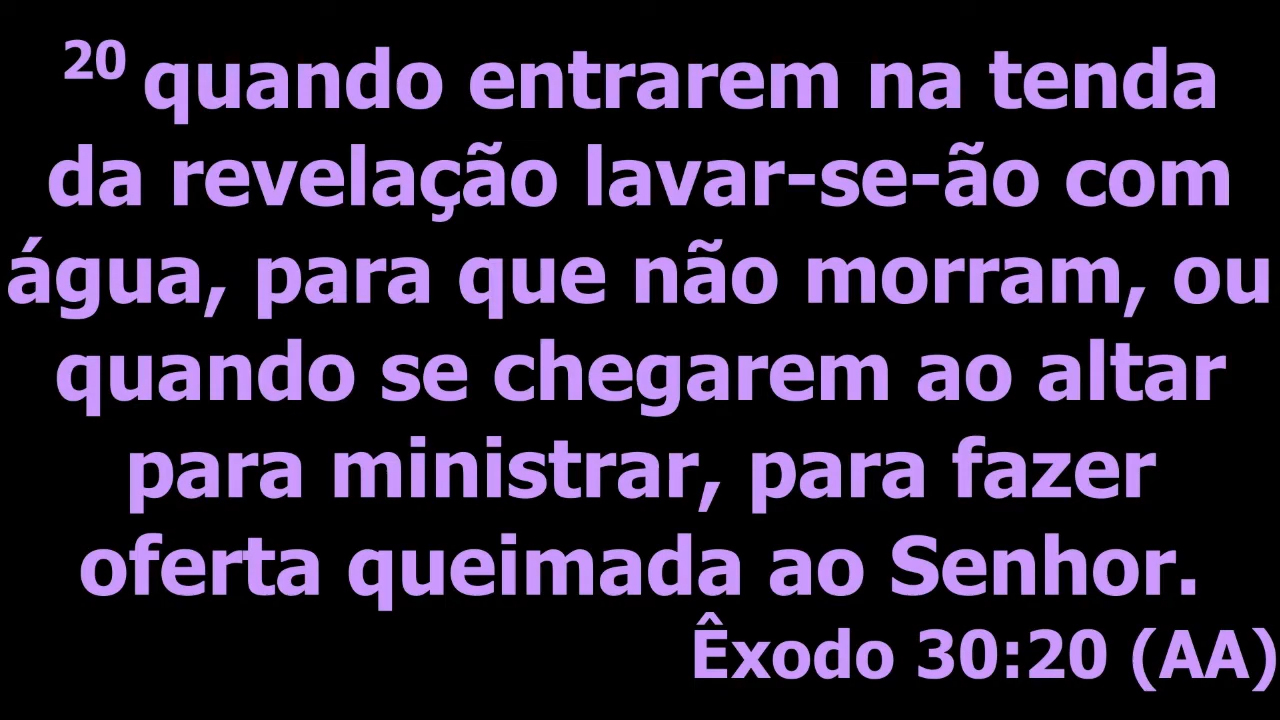 20 quando entrarem na tenda
da revelação lavar-se-ão com
água, para que não morram, ou
quando se chegarem ao altar
para ministrar, para fazer
oferta queimada ao Senhor.
Êxodo 30:20 (AA)